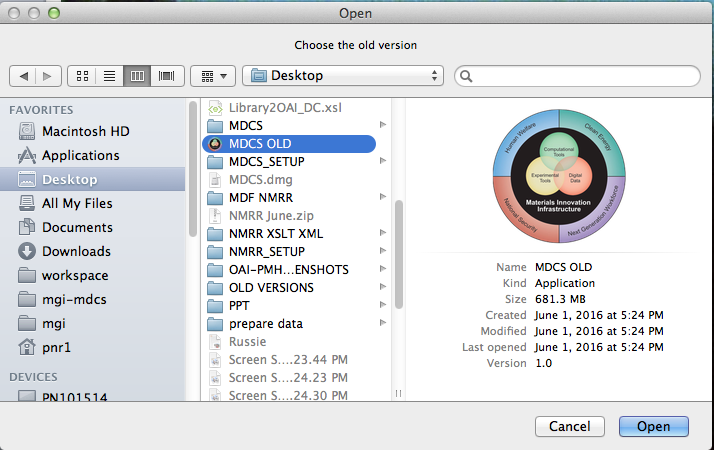 Open
Choose the old version
Desktop
FAVORITES
Macintosh HD
Applications
Desktop
All My Files
Documents
Downloads
workspace
mgi-mdcs
mgi
pnr1
DEVICES
PN101514
Library2OAI_DC.xsl
MDCS
MDCS OLD
MDCS_SETUP
MDCS.dmg
MDF NMRR
NMRR June.zip
NMRR XSLT XML
NMRR_SETUP
OAI-PMH...ENSHOTS
OLD VERSIONS
PPT
prepare data
Russie
Screen S....23.44 PM
Screen S....24.23 PM
Screen S....24.30 PM
Human Welfare
Clean Energy
Computational
Tools
Experimental
Tools
Digital
Data
Materials Innovation
Infrastructure
National Security
Next Generation Workforce
Name MDCS OLD
Kind Application
Size 681.3 MB
Created June 1, 2016 at 5:24 PM
Modified June 1, 2016 at 5:24 PM
Last opened June 1, 2016 at 5:24 PM
Version 1.0
Cancel
Open